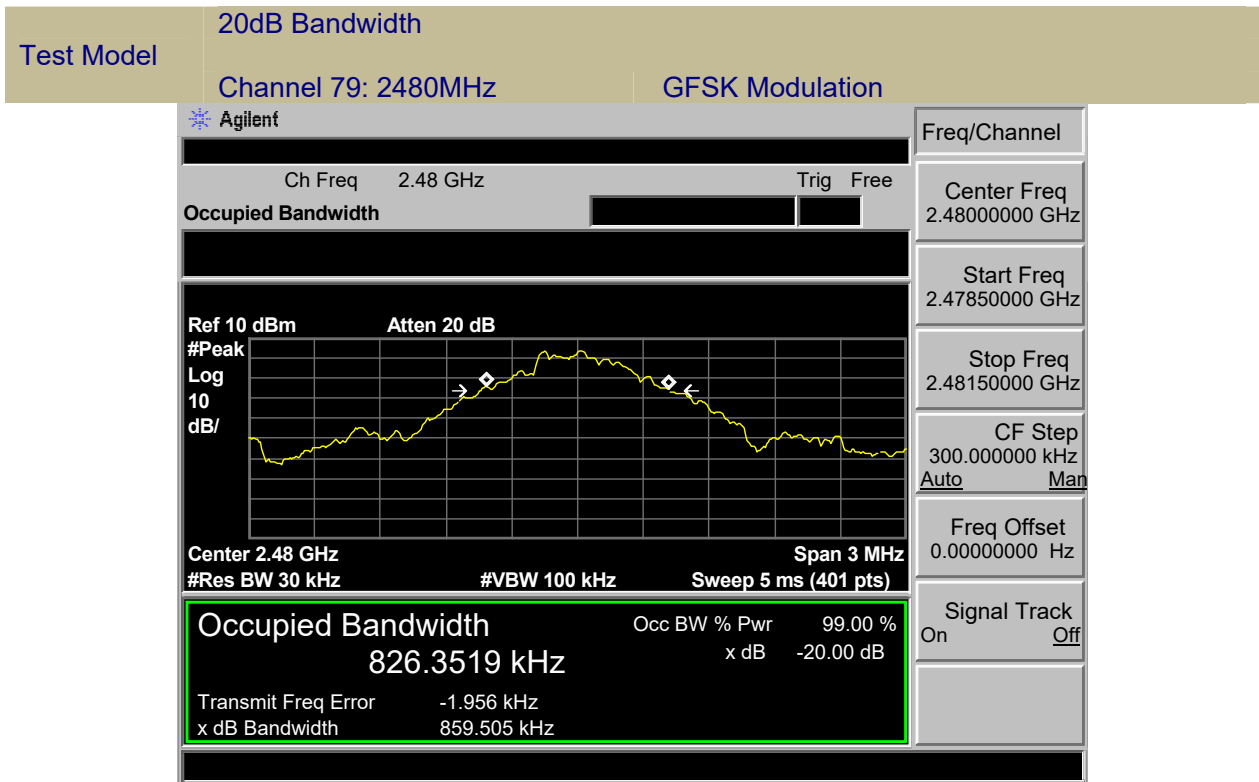 20dB Bandwidth
Test Model
Channel 79: 2480MHz GFSK Modulation
Agilent
Freq/Channel
Ch Freq 2.48 GHz Trig Free
Occupied Bandwidth
Center Freq
2.48000000 GHz
Start Freq
2.47850000 GHz
Ref 10 dBm Atten 20 dB
#Peak
Log
10
dB/
Stop Freq
2.48150000 GHz
CF Step
300.000000 kHz
Auto Man
Freq Offset
0.00000000 Hz
Center 2.48 GHz Span 3 MHz
#Res BW 30 kHz #VBW 100 kHz Sweep 5 ms (401 pts)
Signal Track
On Off
Occupied Bandwidth Occ BW % Pwr 99.00 %
826.3519 kHz x dB -20.00 dB
Transmit Freq Error -1.956 kHz
x dB Bandwidth 859.505 kHz